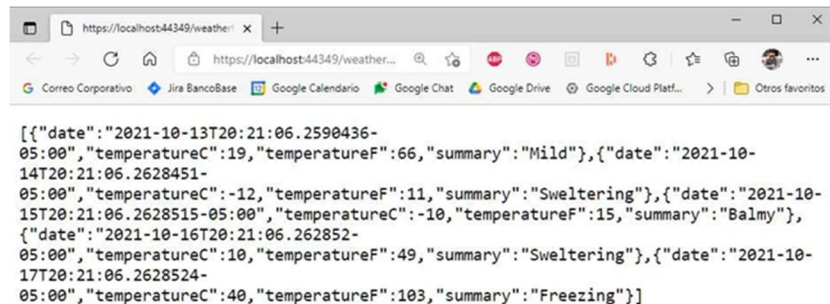 https://localhost:44349/weatherf
https://localhost:44349/weather...
ABP
G Correo Corporativo Jira BancoBase Google Calendario Google Chat Google Drive Google Cloud Platf... Otros favoritos
[{"date":"2021-10-13T20:21:06.2590436-
05:00","temperatureC":19,"temperatureF":66,"summary":"Mild"},{"date":"2021-10-
14T20:21:06.2628451-
05:00","temperatureC":-12,"temperatureF":11,"summary":"Sweltering"},{"date":"2021-10-
15T20:21:06.2628515-05:00","temperatureC":-10,"temperatureF":15,"summary":"Balmy"},
{"date":"2021-10-16T20:21:06.262852-
05:00","temperatureC":10,"temperatureF":49,"summary":"Sweltering"},{"date":"2021-10-
17T20:21:06.2628524-
05:00","temperatureC":40,"temperatureF":103,"summary":"Freezing"}]